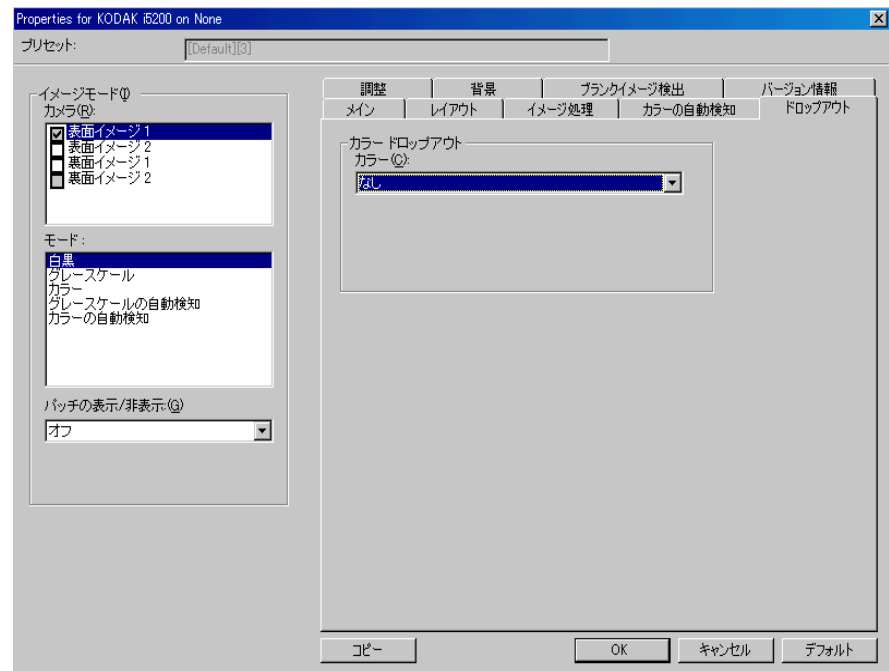 Properties for KODAK i5200 on None
プリセット:
[Default][3]
イメージモード(I)
カメラ(R):
表面イメージ 1
表面イメージ 2
裏面イメージ 1
裏面イメージ 2
モード :
白黒
グレースケール
カラー
グレースケールの自動検知
カラーの自動検知
パッチの表示/非表示:(G)
オフ
調整
背景
ブランクイメージ検出
バージョン情報
メイン
レイアウト
イメージ処理
カラーの自動検知
ドロップアウト
カラー ドロップアウト
カラー(C):
なし
コピー
OK
キャンセル
デフォルト